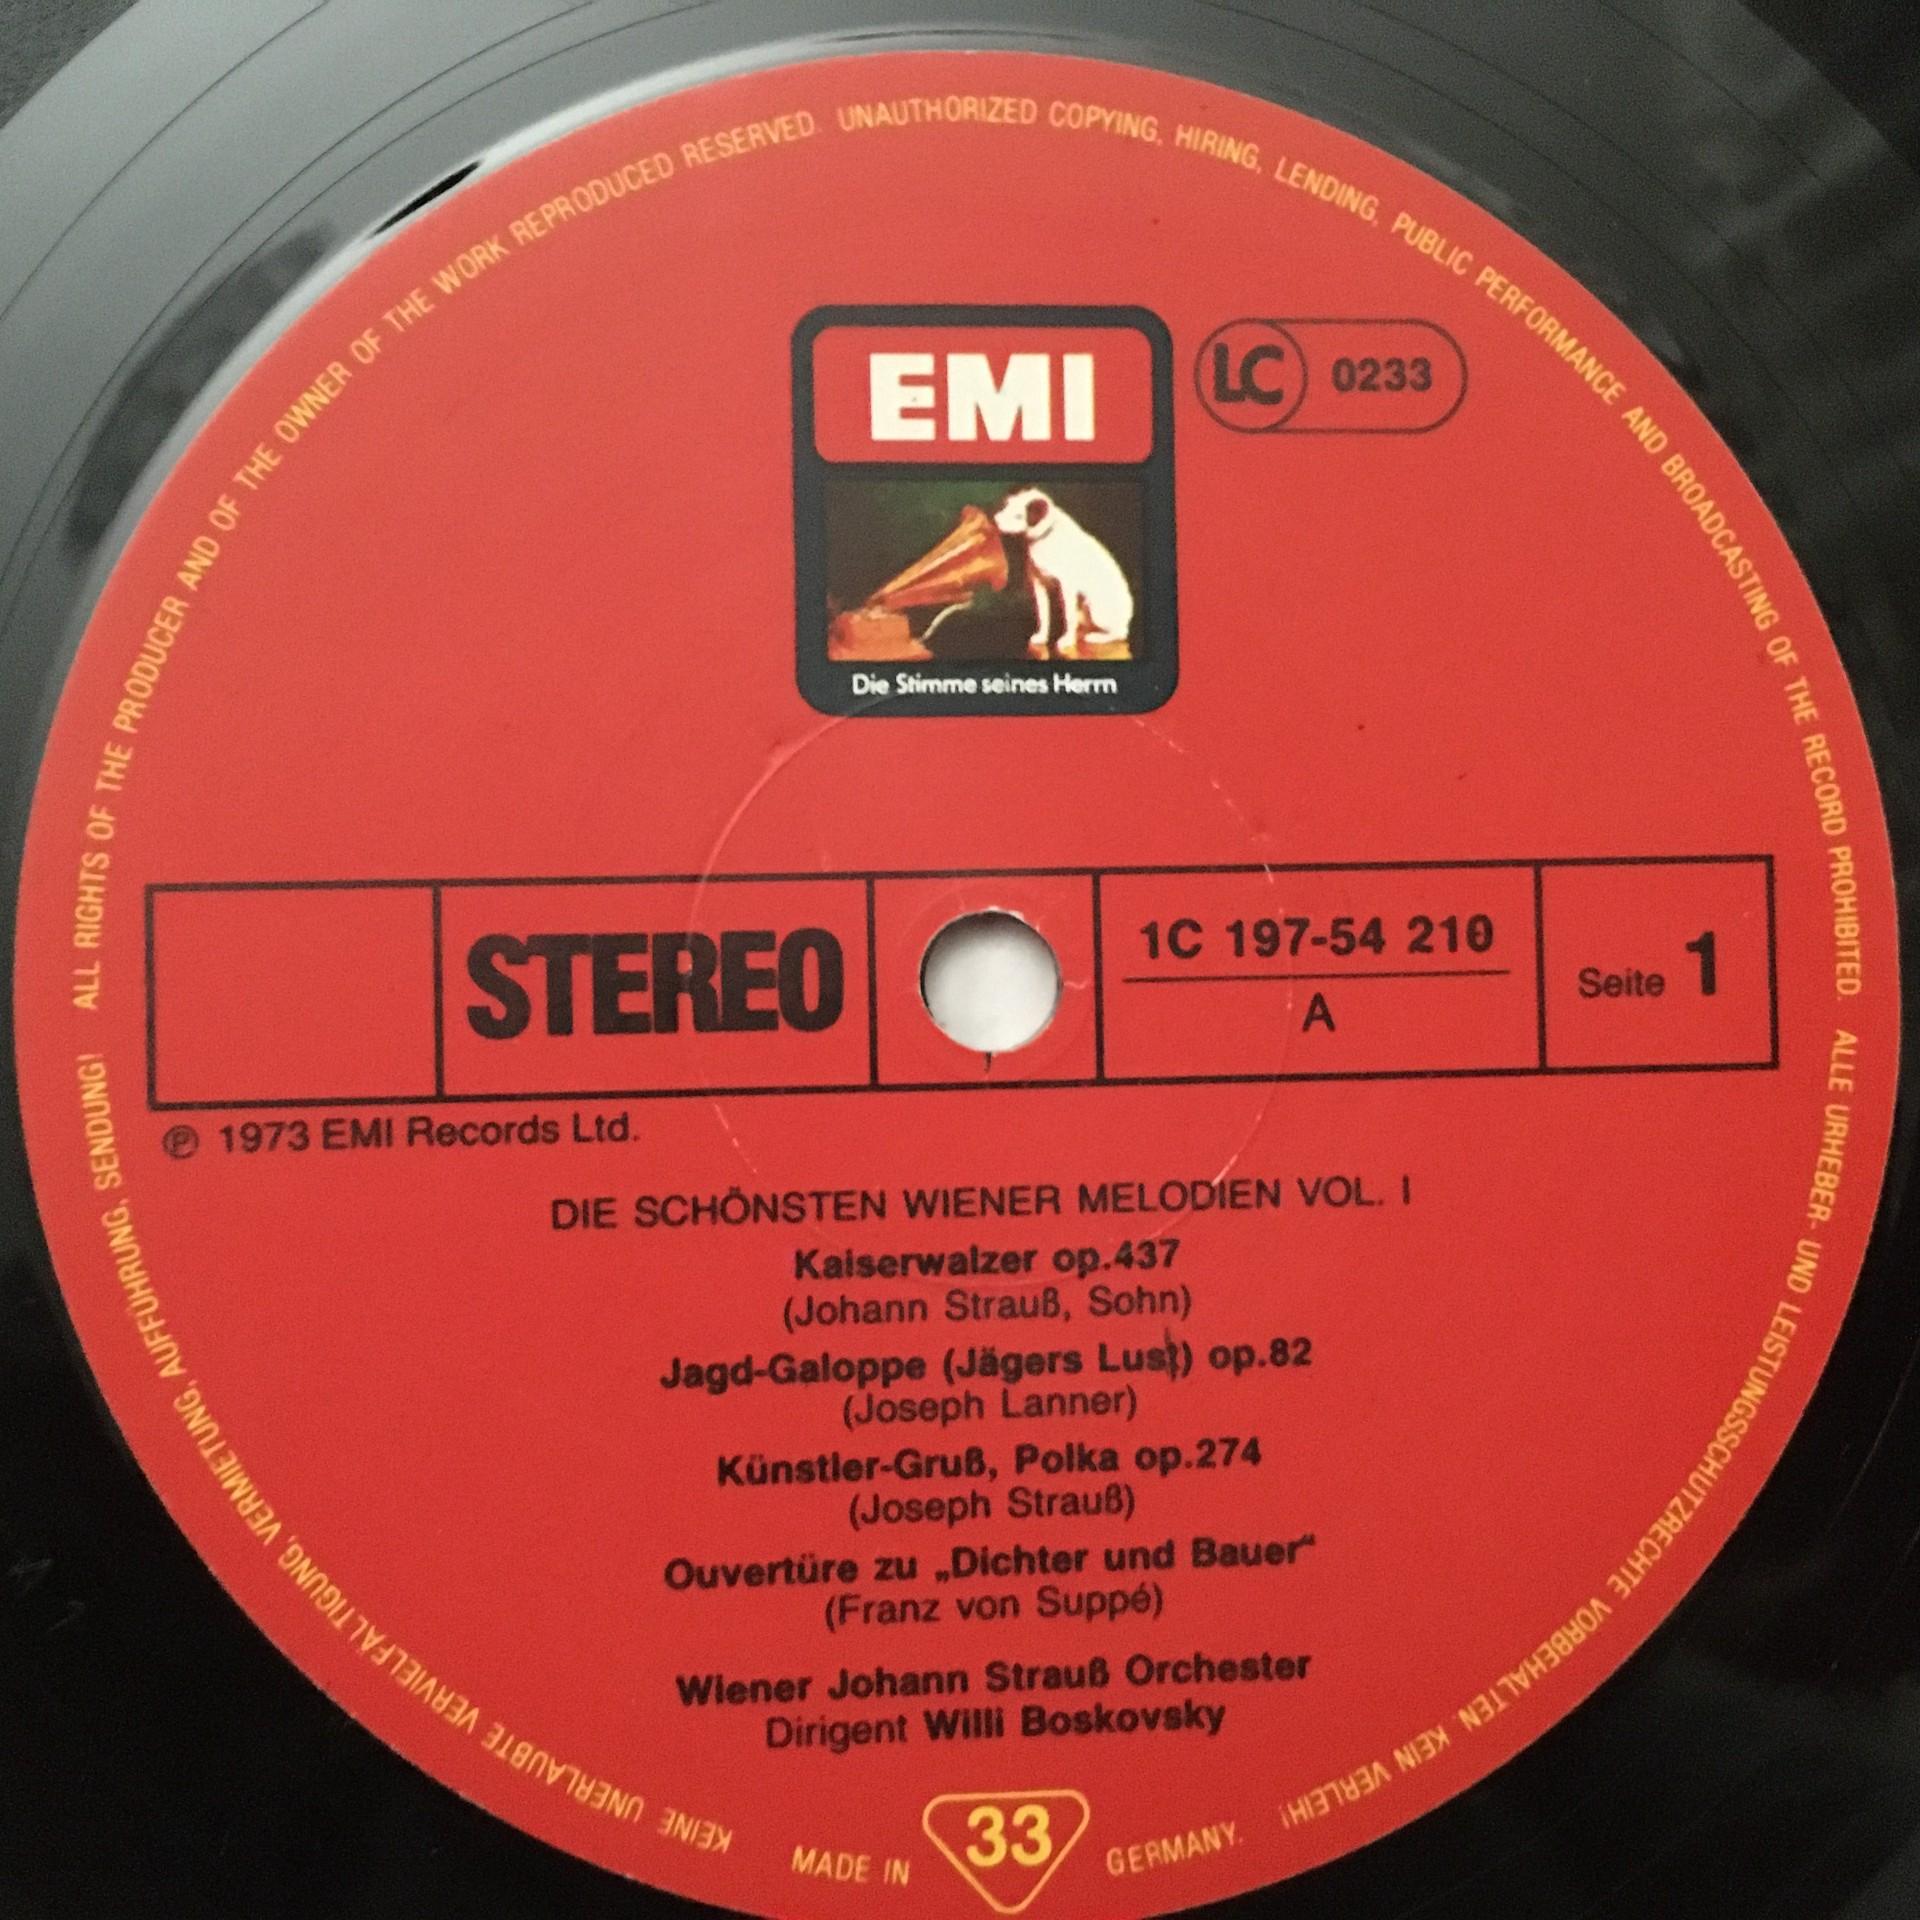 ALL RIGHTS OF THE PRODUCER AND OF THE OWNER OF THE WORK REPRODUCED RESERVED. UNAUTHORIZED COPYING, HIRING, LENDING, PUBLIC PERFORMANCE AND BROADCASTING OF THE RECORD PROHIBITED.
EMI
LC 0233
Die Stimme seines Herrn
STEREO
1C 197-54 210
A
Seite 1
℗ 1973 EMI Records Ltd.
DIE SCHÖNSTEN WIENER MELODIEN VOL. I
Kaiserwalzer op.437
(Johann Strauß, Sohn)
Jagd-Galoppe (Jägers Lust) op.82
(Joseph Lanner)
Künstler-Gruß, Polka op.274
(Joseph Strauß)
Ouvertüre zu „Dichter und Bauer“
(Franz von Suppé)
Wiener Johann Strauß Orchester
Dirigent Willi Boskovsky
ALLE URHEBER- UND LEISTUNGSSCHUTZRECHTE VORBEHALTEN. KEIN VERLEIH!
KEINE UNERLAUBTE VERVIELFÄLTIGUNG, VERMIETUNG, AUFFÜHRUNG, SENDUNG!
MADE IN 33 GERMANY.